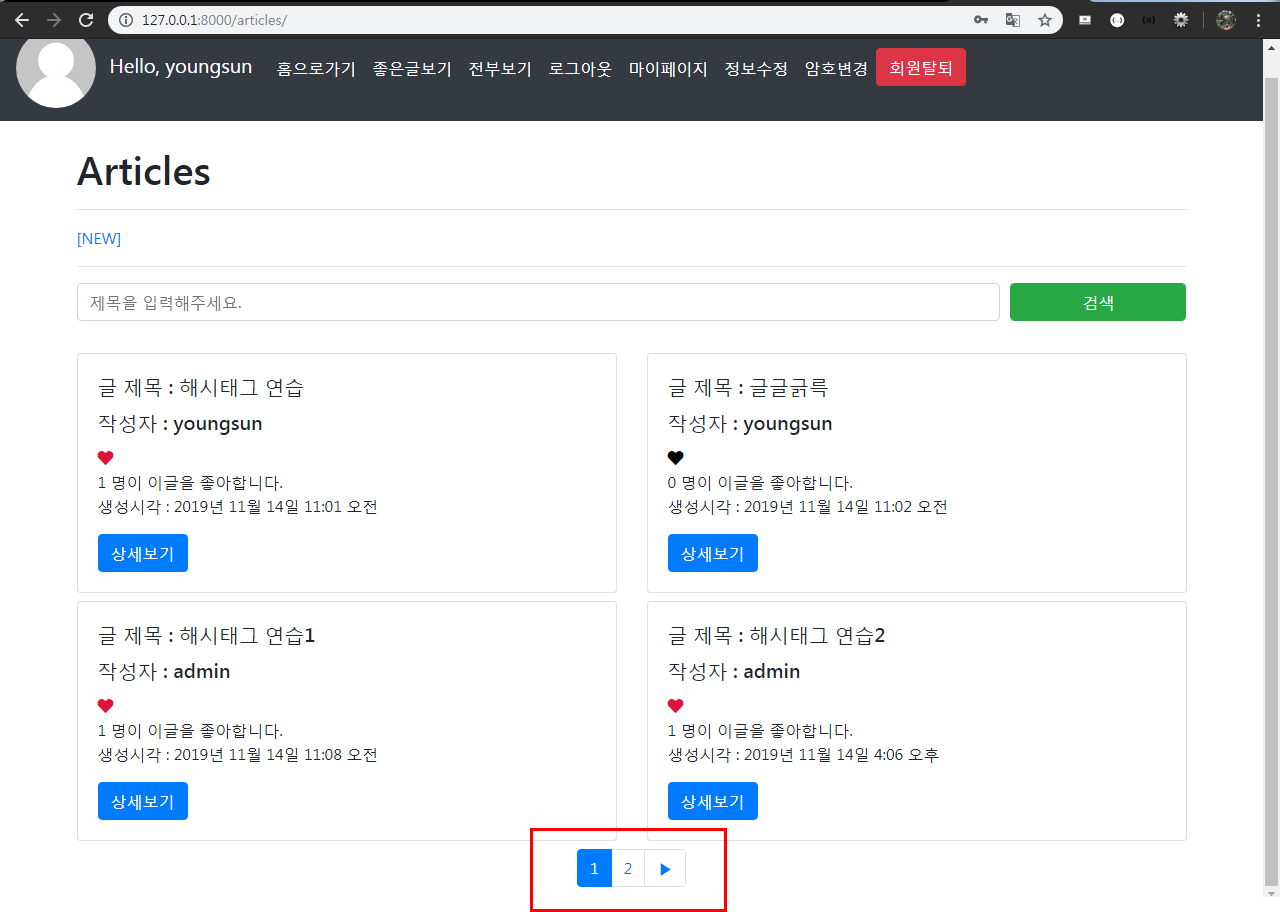 127.0.0.1:8000/articles/
Hello, youngsun 홈으로가기 좋은글보기 전부보기 로그아웃 마이페이지 정보수정 암호변경 회원탈퇴
Articles
[NEW]
제목을 입력해주세요. 검색
글 제목 : 해시태그 연습
작성자 : youngsun
1 명이 이글을 좋아합니다.
생성시각 : 2019년 11월 14일 11:01 오전
상세보기
글 제목 : 글글긁륵
작성자 : youngsun
0 명이 이글을 좋아합니다.
생성시각 : 2019년 11월 14일 11:02 오전
상세보기
글 제목 : 해시태그 연습1
작성자 : admin
1 명이 이글을 좋아합니다.
생성시각 : 2019년 11월 14일 11:08 오전
상세보기
글 제목 : 해시태그 연습2
작성자 : admin
1 명이 이글을 좋아합니다.
생성시각 : 2019년 11월 14일 4:06 오후
상세보기
1 2 ▶